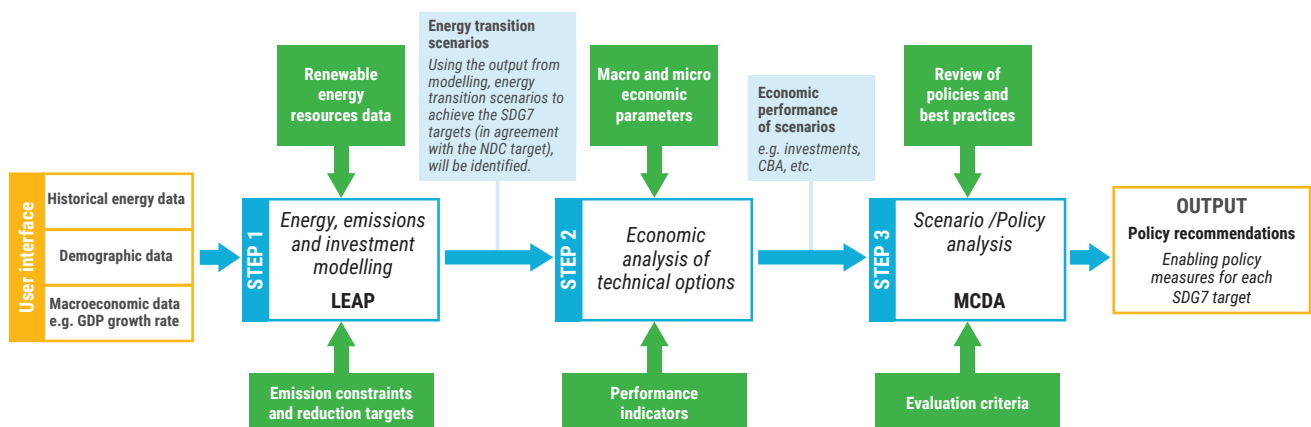 User interface
Historical energy data
Demographic data
Macroeconomic data
e.g. GDP growth rate
Renewable
energy
resources data
STEP 1
Energy, emissions
and investment
modelling
LEAP
Emission constraints
and reduction targets
Energy transition
scenarios
Using the output from
modelling, energy
transition scenarios to
achieve the SDG7
targets (in agreement
with the NDC target),
will be identified.
Macro and micro
economic
parameters
STEP 2
Economic
analysis of
technical options
Performance
indicators
Economic
performance
of scenarios
e.g. investments,
CBA, etc.
Review of
policies and
best practices
STEP 3
Scenario /Policy
analysis
MCDA
Evaluation criteria
OUTPUT
Policy recommendations
Enabling policy
measures for each
SDG7 target